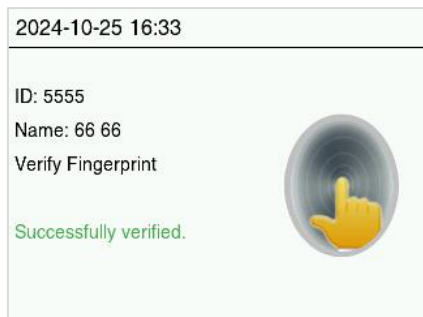 2024-10-25 16:33
ID: 5555
Name: 66 66
Verify Fingerprint
Successfully verified.